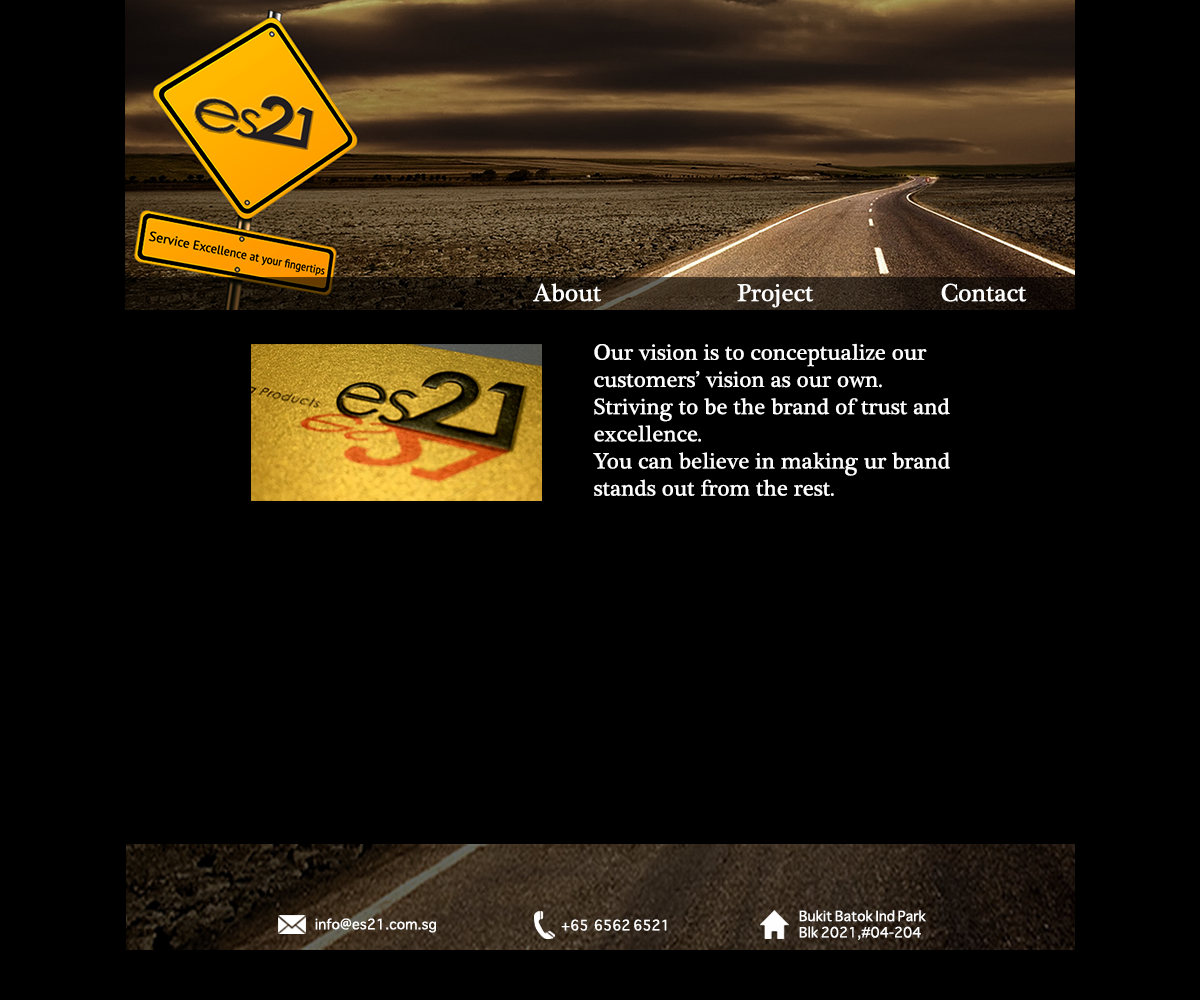 es21
Service Excellence at your fingertips
About Project Contact
Products
es21
Our vision is to conceptualize our
customers’ vision as our own.
Striving to be the brand of trust and
excellence.
You can believe in making ur brand
stands out from the rest.
info@es21.com.sg
+65 6562 6521
Bukit Batok Ind Park
Blk 2021,#04-204